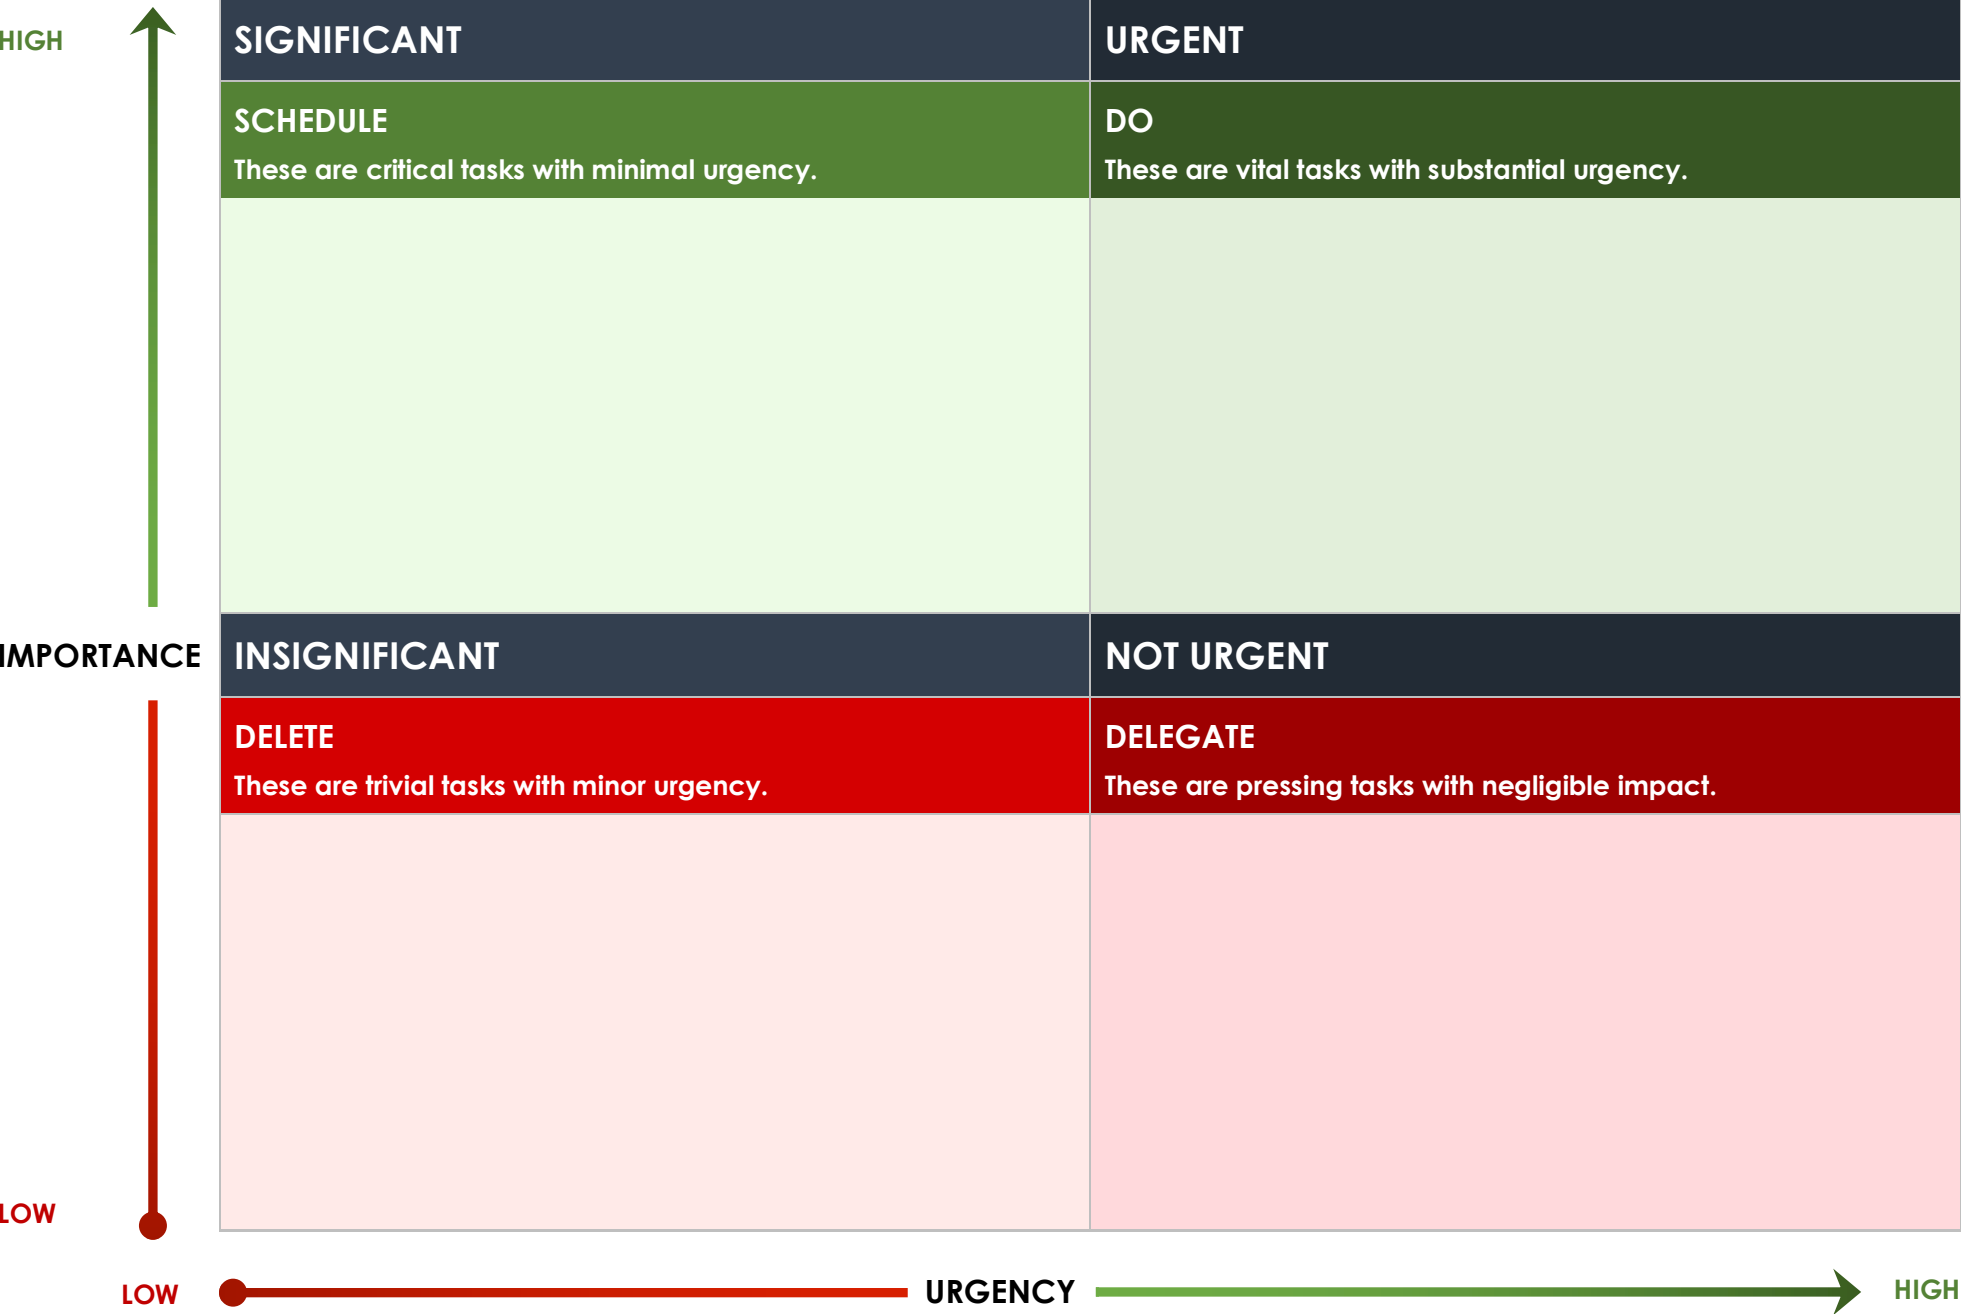 HIGH
SIGNIFICANT
URGENT
SCHEDULE
These are critical tasks with minimal urgency.
DO
These are vital tasks with substantial urgency.
IMPORTANCE
INSIGNIFICANT
NOT URGENT
DELETE
These are trivial tasks with minor urgency.
DELEGATE
These are pressing tasks with negligible impact.
LOW
LOW
URGENCY
HIGH